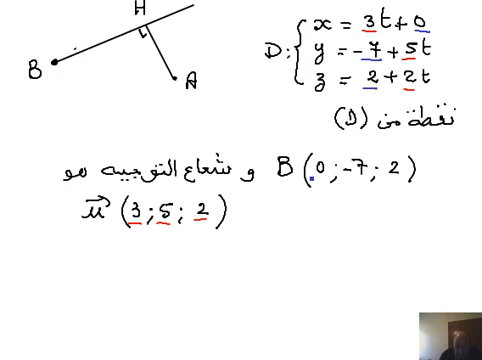 H
B
A
D: { x = 3t + 0
y = -7 + 5t
z = 2 + 2t
نقطة من (D)
B (0 ; -7 ; 2) و شعاع التوجيه هو
u⃗ (3 ; 5 ; 2)